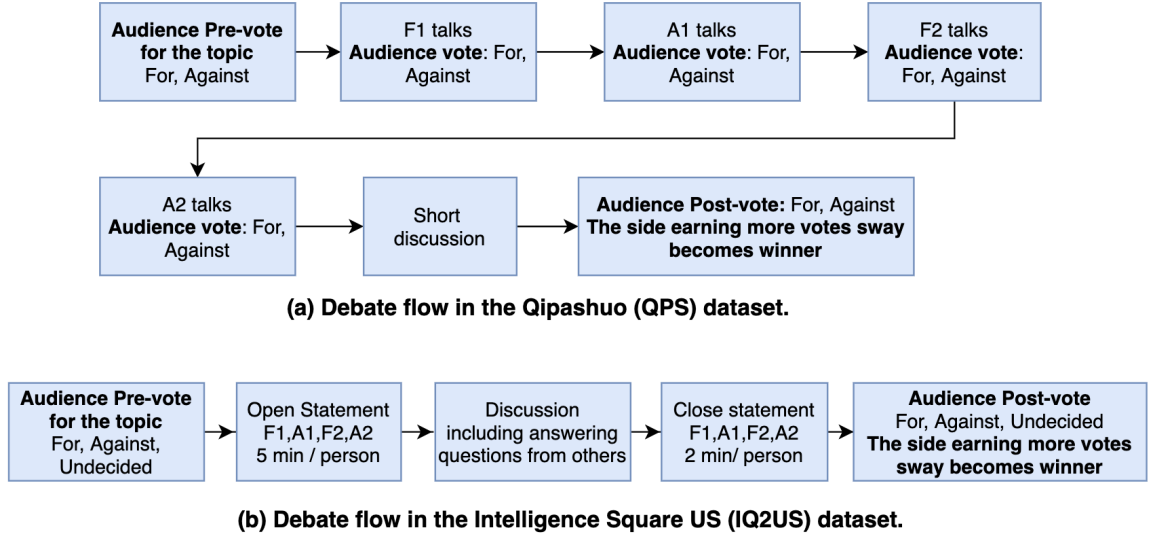 Audience Pre-vote
for the topic
For, Against
F1 talks
Audience vote: For,
Against
A1 talks
Audience vote: For,
Against
F2 talks
Audience vote:
For, Against
A2 talks
Audience vote: For,
Against
Short
discussion
Audience Post-vote: For, Against
The side earning more votes sway
becomes winner
(a) Debate flow in the Qipashuo (QPS) dataset.
Audience Pre-vote
for the topic
For, Against,
Undecided
Open Statement
F1,A1,F2,A2
5 min / person
Discussion
including answering
questions from others
Close statement
F1,A1,F2,A2
2 min/ person
Audience Post-vote
For, Against, Undecided
The side earning more votes
sway becomes winner
(b) Debate flow in the Intelligence Square US (IQ2US) dataset.